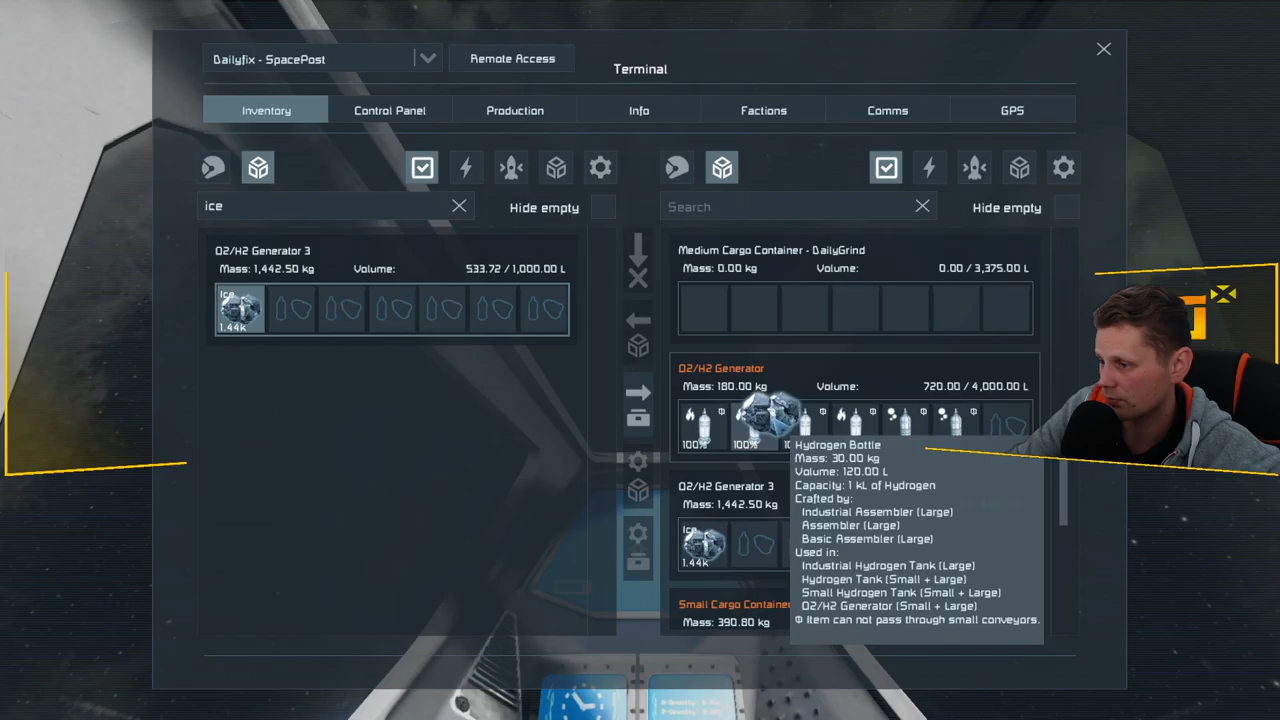 Dailyfix - SpacePost
Remote Access
Terminal
Inventory
Control Panel
Production
Info
Factions
Comms
GPS
ice
Hide empty
Search
Hide empty
O2/H2 Generator 3
Mass: 1,442.50 kg
Volume:
533.72 / 1,000.00 L
Ice
1.44k
Medium Cargo Container - DailyGrind
Mass: 0.00 kg
Volume:
0.00 / 3,375.00 L
O2/H2 Generator
Mass: 180.00 kg
Volume:
720.00 / 4,000.00 L
100%
100%
Hydrogen Bottle
Mass: 30.00 kg
Volume: 120.00 L
Capacity: 1 kL of Hydrogen
Crafted by:
Industrial Assembler (Large)
Assembler (Large)
Basic Assembler (Large)
Used in:
Industrial Hydrogen Tank (Large)
Hydrogen Tank (Small + Large)
Small Hydrogen Tank (Small + Large)
O2/H2 Generator (Small + Large)
Item can not pass through small conveyors.
O2/H2 Generator 3
Mass: 1,442.50 kg
Ice
1.44k
Small Cargo Container
Mass: 390.80 kg